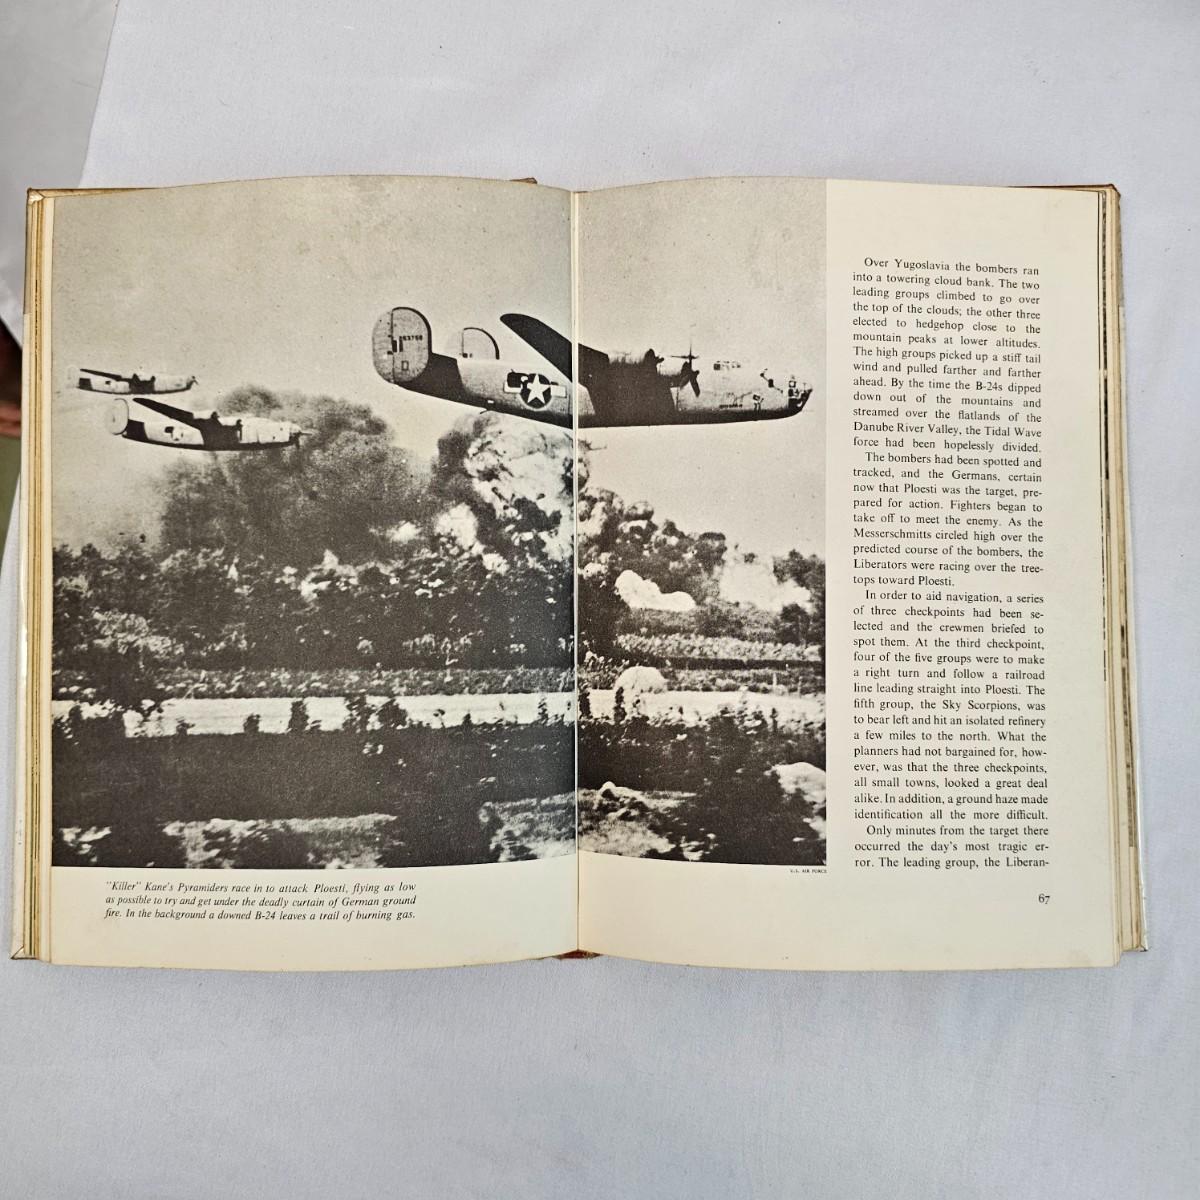 "Killer" Kane's Pyramiders race in to attack Ploesti, flying as low
as possible to try and get under the deadly curtain of German ground
fire. In the background a downed B-24 leaves a trail of burning gas.
U.S. AIR FORCE
Over Yugoslavia the bombers ran
into a towering cloud bank. The two
leading groups climbed to go over
the top of the clouds; the other three
elected to hedgehop close to the
mountain peaks at lower altitudes.
The high groups picked up a stiff tail
wind and pulled farther and farther
ahead. By the time the B-24s dipped
down out of the mountains and
streamed over the flatlands of the
Danube River Valley, the Tidal Wave
force had been hopelessly divided.
The bombers had been spotted and
tracked, and the Germans, certain
now that Ploesti was the target, pre-
pared for action. Fighters began to
take off to meet the enemy. As the
Messerschmitts circled high over the
predicted course of the bombers, the
Liberators were racing over the tree-
tops toward Ploesti.
In order to aid navigation, a series
of three checkpoints had been se-
lected and the crewmen briefed to
spot them. At the third checkpoint,
four of the five groups were to make
a right turn and follow a railroad
line leading straight into Ploesti. The
fifth group, the Sky Scorpions, was
to bear left and hit an isolated refinery
a few miles to the north. What the
planners had not bargained for, how-
ever, was that the three checkpoints,
all small towns, looked a great deal
alike. In addition, a ground haze made
identification all the more difficult.
Only minutes from the target there
occurred the day's most tragic er-
ror. The leading group, the Liberan-
67